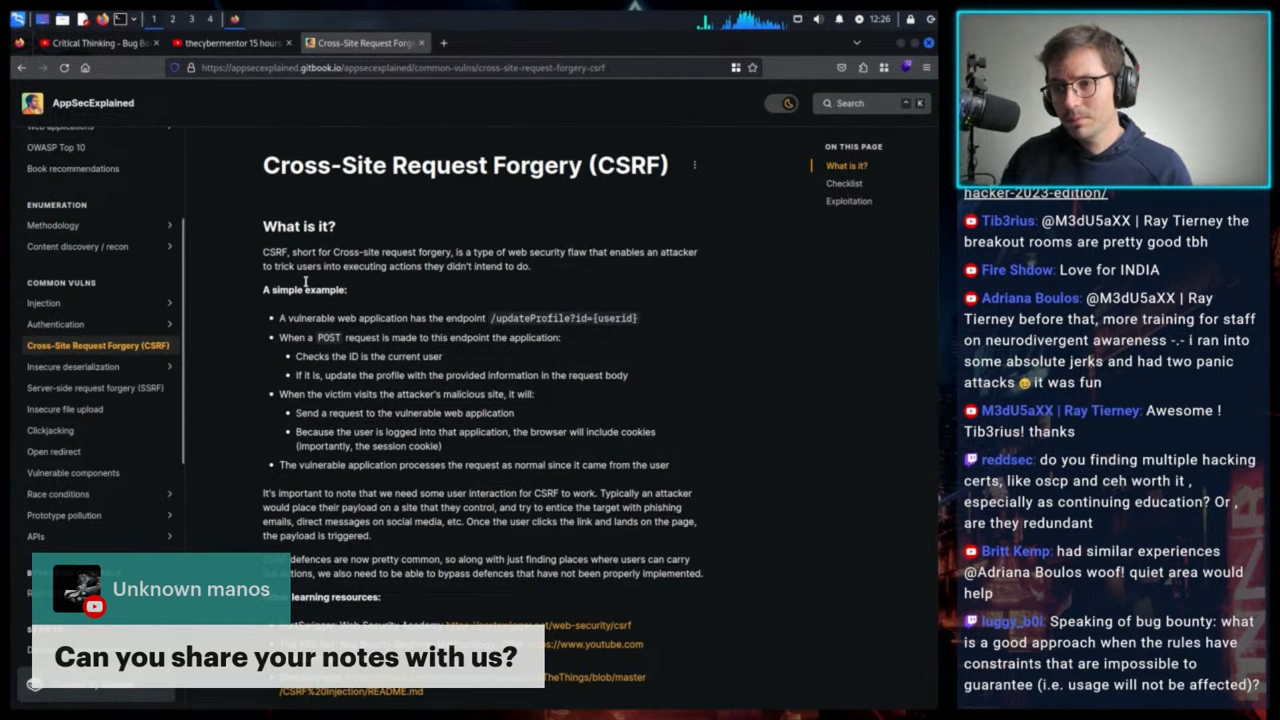 1 2 3 4
12:26
Critical Thinking - Bug Bo
thecybermentor 15 hours
Cross-Site Request Forg
https://appsecexplained.gitbook.io/appsecexplained/common-vulns/cross-site-request-forgery-csrf
AppSecExplained
Search
K
Web applications
OWASP Top 10
Book recommendations
ENUMERATION
Methodology
Content discovery / recon
COMMON VULNS
Injection
Authentication
Cross-Site Request Forgery (CSRF)
Insecure deserialization
Server-side request forgery (SSRF)
Insecure file upload
Clickjacking
Open redirect
Vulnerable components
Race conditions
Prototype pollution
APIs
Cross-Site Request Forgery (CSRF)
What is it?
CSRF, short for Cross-site request forgery, is a type of web security flaw that enables an attacker
to trick users into executing actions they didn't intend to do.
A simple example:
• A vulnerable web application has the endpoint /updateProfile?id={userid}
• When a POST request is made to this endpoint the application:
• Checks the ID is the current user
• If it is, update the profile with the provided information in the request body
• When the victim visits the attacker's malicious site, it will:
• Send a request to the vulnerable web application
• Because the user is logged into that application, the browser will include cookies
(importantly, the session cookie)
• The vulnerable application processes the request as normal since it came from the user
It's important to note that we need some user interaction for CSRF to work. Typically an attacker
would place their payload on a site that they control, and try to entice the target with phishing
emails, direct messages on social media, etc. Once the user clicks the link and lands on the page,
the payload is triggered.
defences are now pretty common, so along with just finding places where users can carry
actions, we also need to be able to bypass defences that have not been properly implemented.
learning resources:
Web Security Academy https://portswigger.net/web-security/csrf
https://www.youtube.com
TheThings/blob/master
/CSRF%20Injection/README.md
ON THIS PAGE
What is it?
Checklist
Exploitation
Unknown manos
Can you share your notes with us?
hacker-2023-edition/
Tib3rius: @M3dU5aXX | Ray Tierney the
breakout rooms are pretty good tbh
Fire Shdow: Love for INDIA
Adriana Boulos: @M3dU5aXX | Ray
Tierney before that, more training for staff
on neurodivergent awareness -.- i ran into
some absolute jerks and had two panic
attacks 😖 it was fun
M3dU5aXX | Ray Tierney: Awesome !
Tib3rius! thanks
reddsec: do you finding multiple hacking
certs, like oscp and ceh worth it ,
especially as continuing education? Or ,
are they redundant
Britt Kemp: had similar experiences
@Adriana Boulos woof! quiet area would
help
luggy_b0l: Speaking of bug bounty: what
is a good approach when the rules have
constraints that are impossible to
guarantee (i.e. usage will not be affected)?